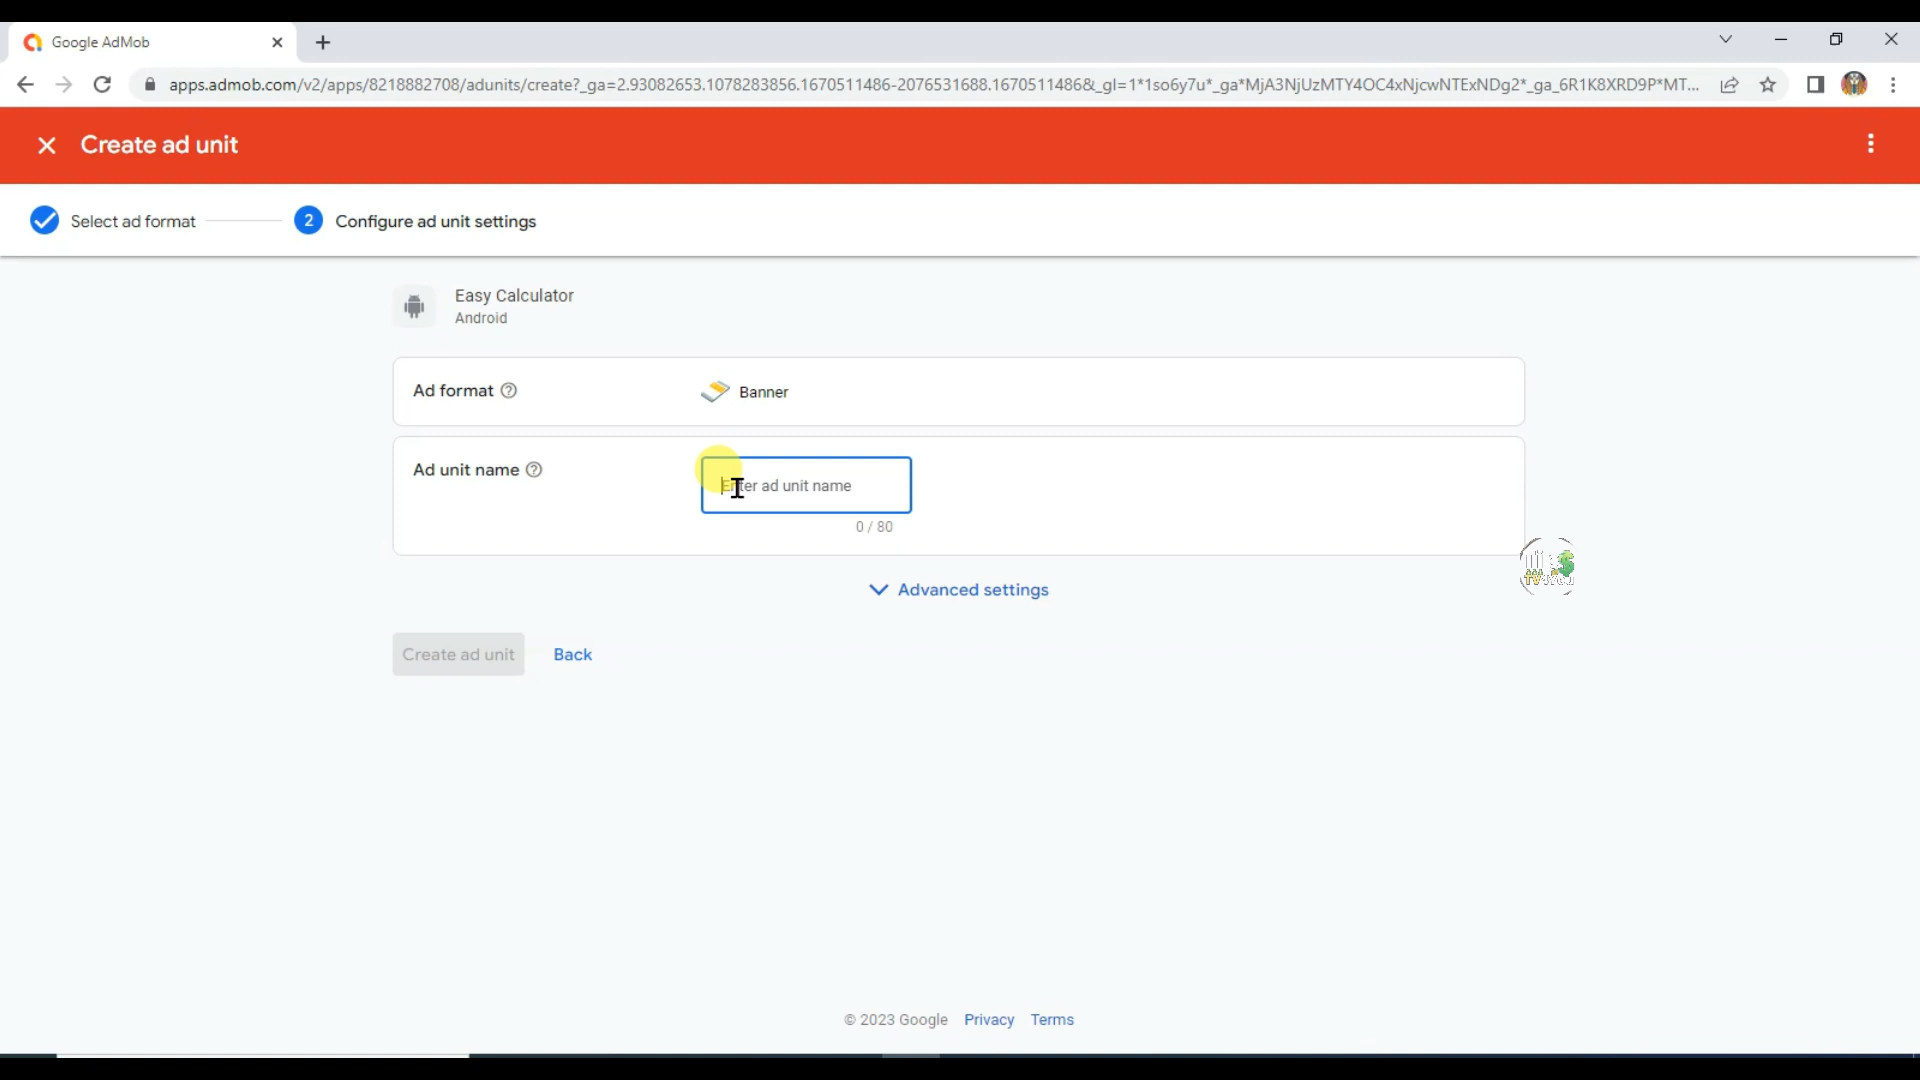 Google AdMob
apps.admob.com/v2/apps/8218882708/adunits/create?_ga=2.93082653.1078283856.1670511486-2076531688.1670511486&_gl=1*1so6y7u*_ga*MjA3NjUzMTY4OC4xNjcwNTExNDg2*_ga_6R1K8XRD9P*MT...
Create ad unit
Select ad format
2 Configure ad unit settings
Easy Calculator
Android
Ad format
Banner
Ad unit name
Enter ad unit name
0 / 80
Advanced settings
Create ad unit
Back
© 2023 Google Privacy Terms